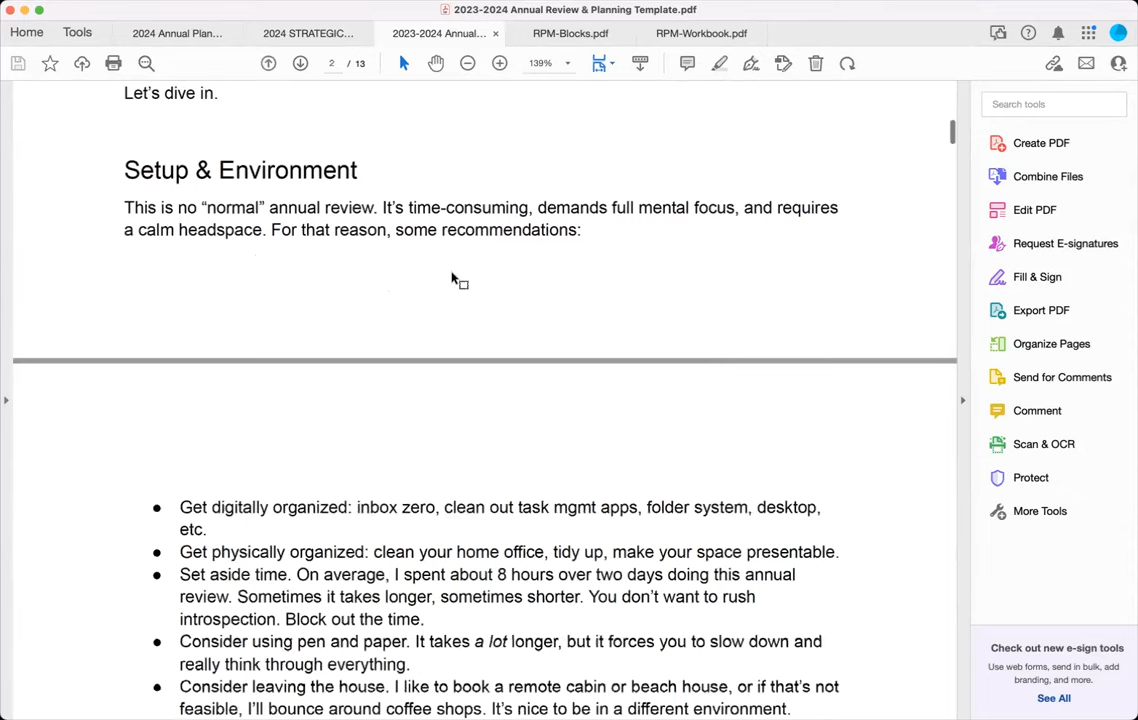 2023-2024 Annual Review & Planning Template.pdf
Home
Tools
2024 Annual Plan...
2024 STRATEGIC...
2023-2024 Annual... ×
RPM-Blocks.pdf
RPM-Workbook.pdf
2 / 13
139%
Let's dive in.
Setup & Environment
This is no “normal” annual review. It's time-consuming, demands full mental focus, and requires
a calm headspace. For that reason, some recommendations:
● Get digitally organized: inbox zero, clean out task mgmt apps, folder system, desktop,
etc.
● Get physically organized: clean your home office, tidy up, make your space presentable.
● Set aside time. On average, I spent about 8 hours over two days doing this annual
review. Sometimes it takes longer, sometimes shorter. You don't want to rush
introspection. Block out the time.
● Consider using pen and paper. It takes a lot longer, but it forces you to slow down and
really think through everything.
● Consider leaving the house. I like to book a remote cabin or beach house, or if that's not
feasible, I'll bounce around coffee shops. It's nice to be in a different environment.
Search tools
Create PDF
Combine Files
Edit PDF
Request E-signatures
Fill & Sign
Export PDF
Organize Pages
Send for Comments
Comment
Scan & OCR
Protect
More Tools
Check out new e-sign tools
Use web forms, send in bulk, add
branding, and more.
See All